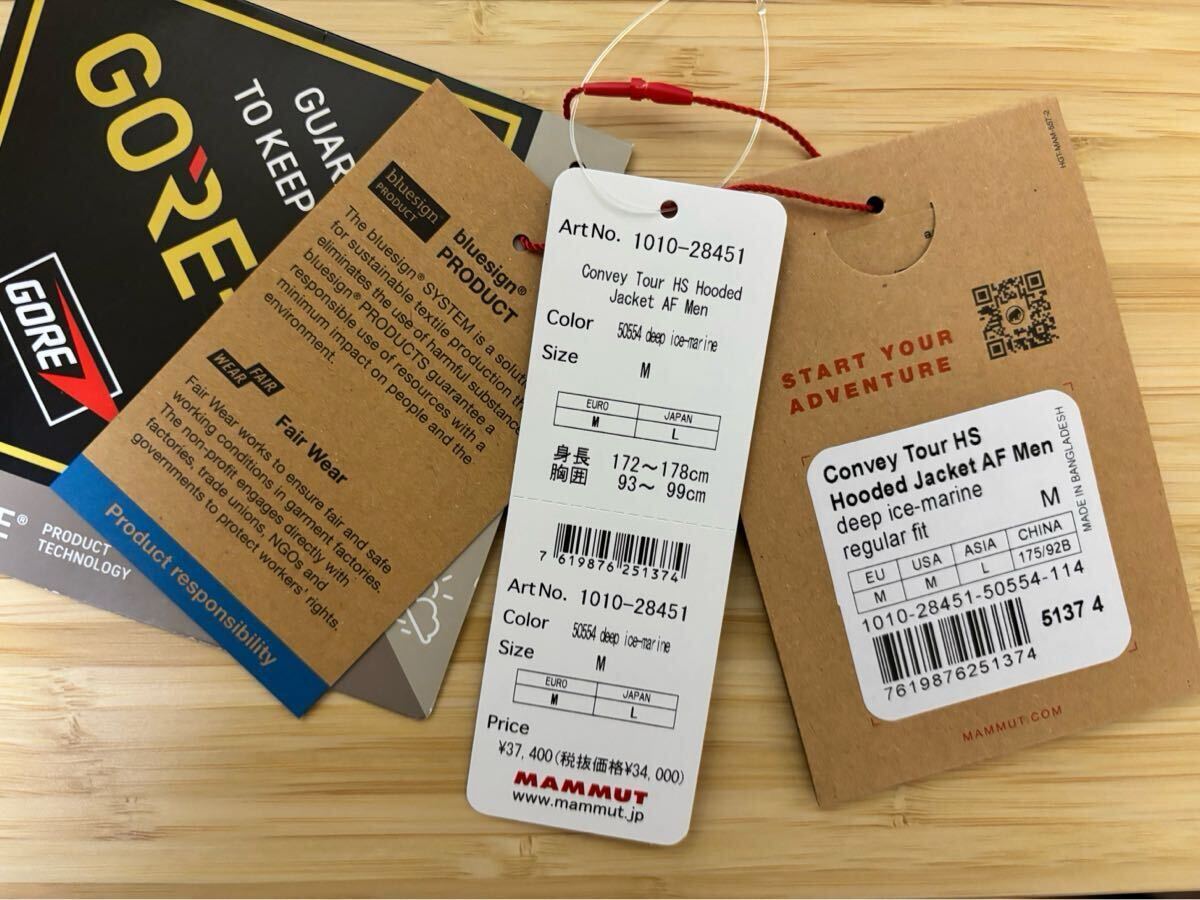 GORE-
GUAR
TO KEEP
GORE
E®
PRODUCT
TECHNOLOGY
bluesign
PRODUCT
bluesign®
PRODUCT
The bluesign® SYSTEM is a soluti
for sustainable textile production th
eliminates the use of harmful substanc
bluesign® PRODUCTS guarantee a
responsible use of resources with a
minimum impact on people and the
environment.
FAIR
WEAR
Fair Wear
Fair Wear works to ensure fair and safe
working conditions in garment factories.
The non-profit engages directly with
factories, trade unions, NGOs and
governments to protect workers' rights.
Product responsibility
Art No. 1010-28451
Convey Tour HS Hooded
Jacket AF Men
Color 50554 deep ice-marine
Size M
EURO JAPAN
M L
身長 172～178cm
胸囲 93～ 99cm
7 619876 251374
Art No. 1010-28451
Color 50554 deep ice-marine
Size M
EURO JAPAN
M L
Price
¥37,400(税抜価格¥34,000)
MAMMUT
www.mammut.jp
HGT-MAM-SIST-2
a
START YOUR
ADVENTURE
Convey Tour HS
Hooded Jacket AF Men
deep ice-marine M
regular fit
EU USA ASIA CHINA
M M L 175/92B
1010-28451-50554-114
5137 4
7619876251374
MADE IN BANGLADESH
MAMMUT.COM